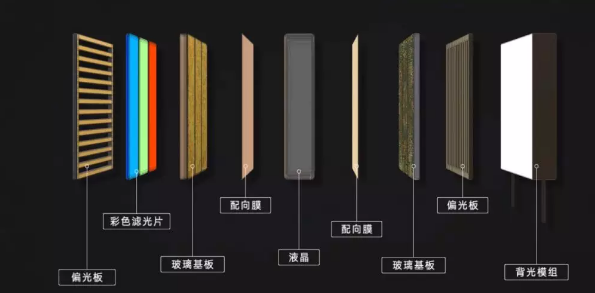 偏光板
彩色滤光片
玻璃基板
配向膜
液晶
配向膜
玻璃基板
偏光板
背光模组